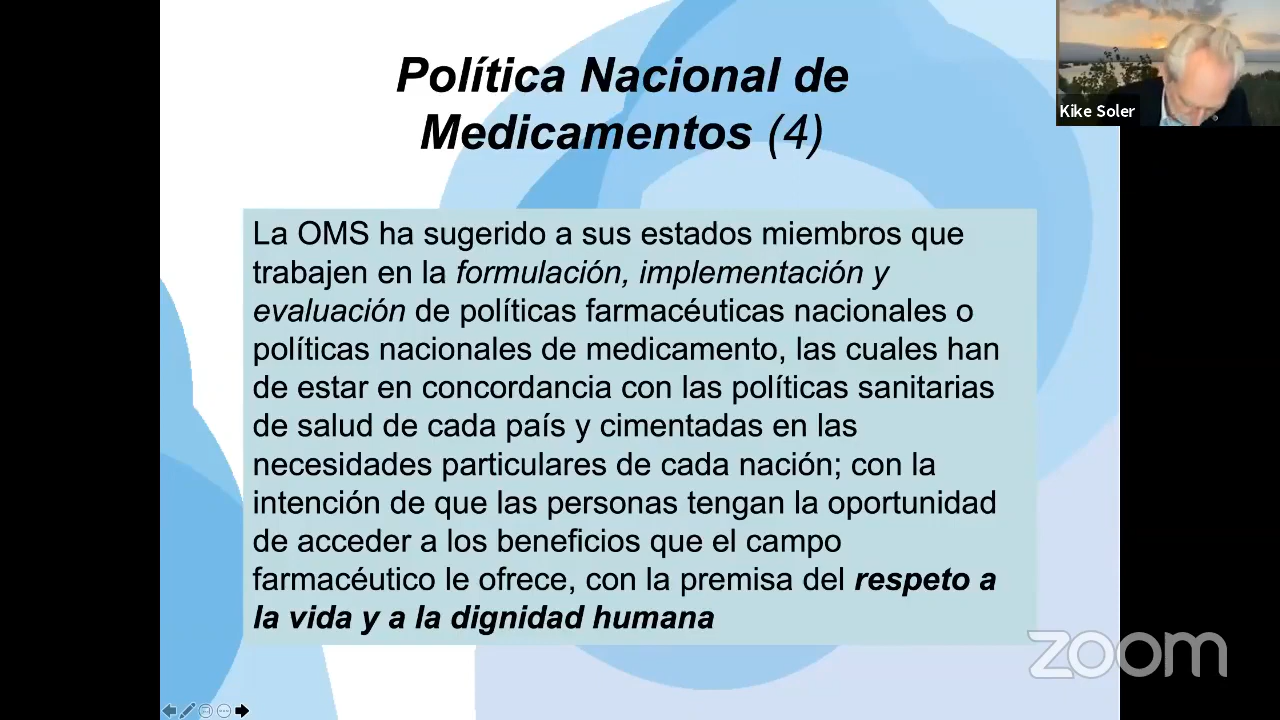 Política Nacional de
Medicamentos (4)
Kike Soler
La OMS ha sugerido a sus estados miembros que
trabajen en la formulación, implementación y
evaluación de políticas farmacéuticas nacionales o
políticas nacionales de medicamento, las cuales han
de estar en concordancia con las políticas sanitarias
de salud de cada país y cimentadas en las
necesidades particulares de cada nación; con la
intención de que las personas tengan la oportunidad
de acceder a los beneficios que el campo
farmacéutico le ofrece, con la premisa del respeto a
la vida y a la dignidad humana
zoom